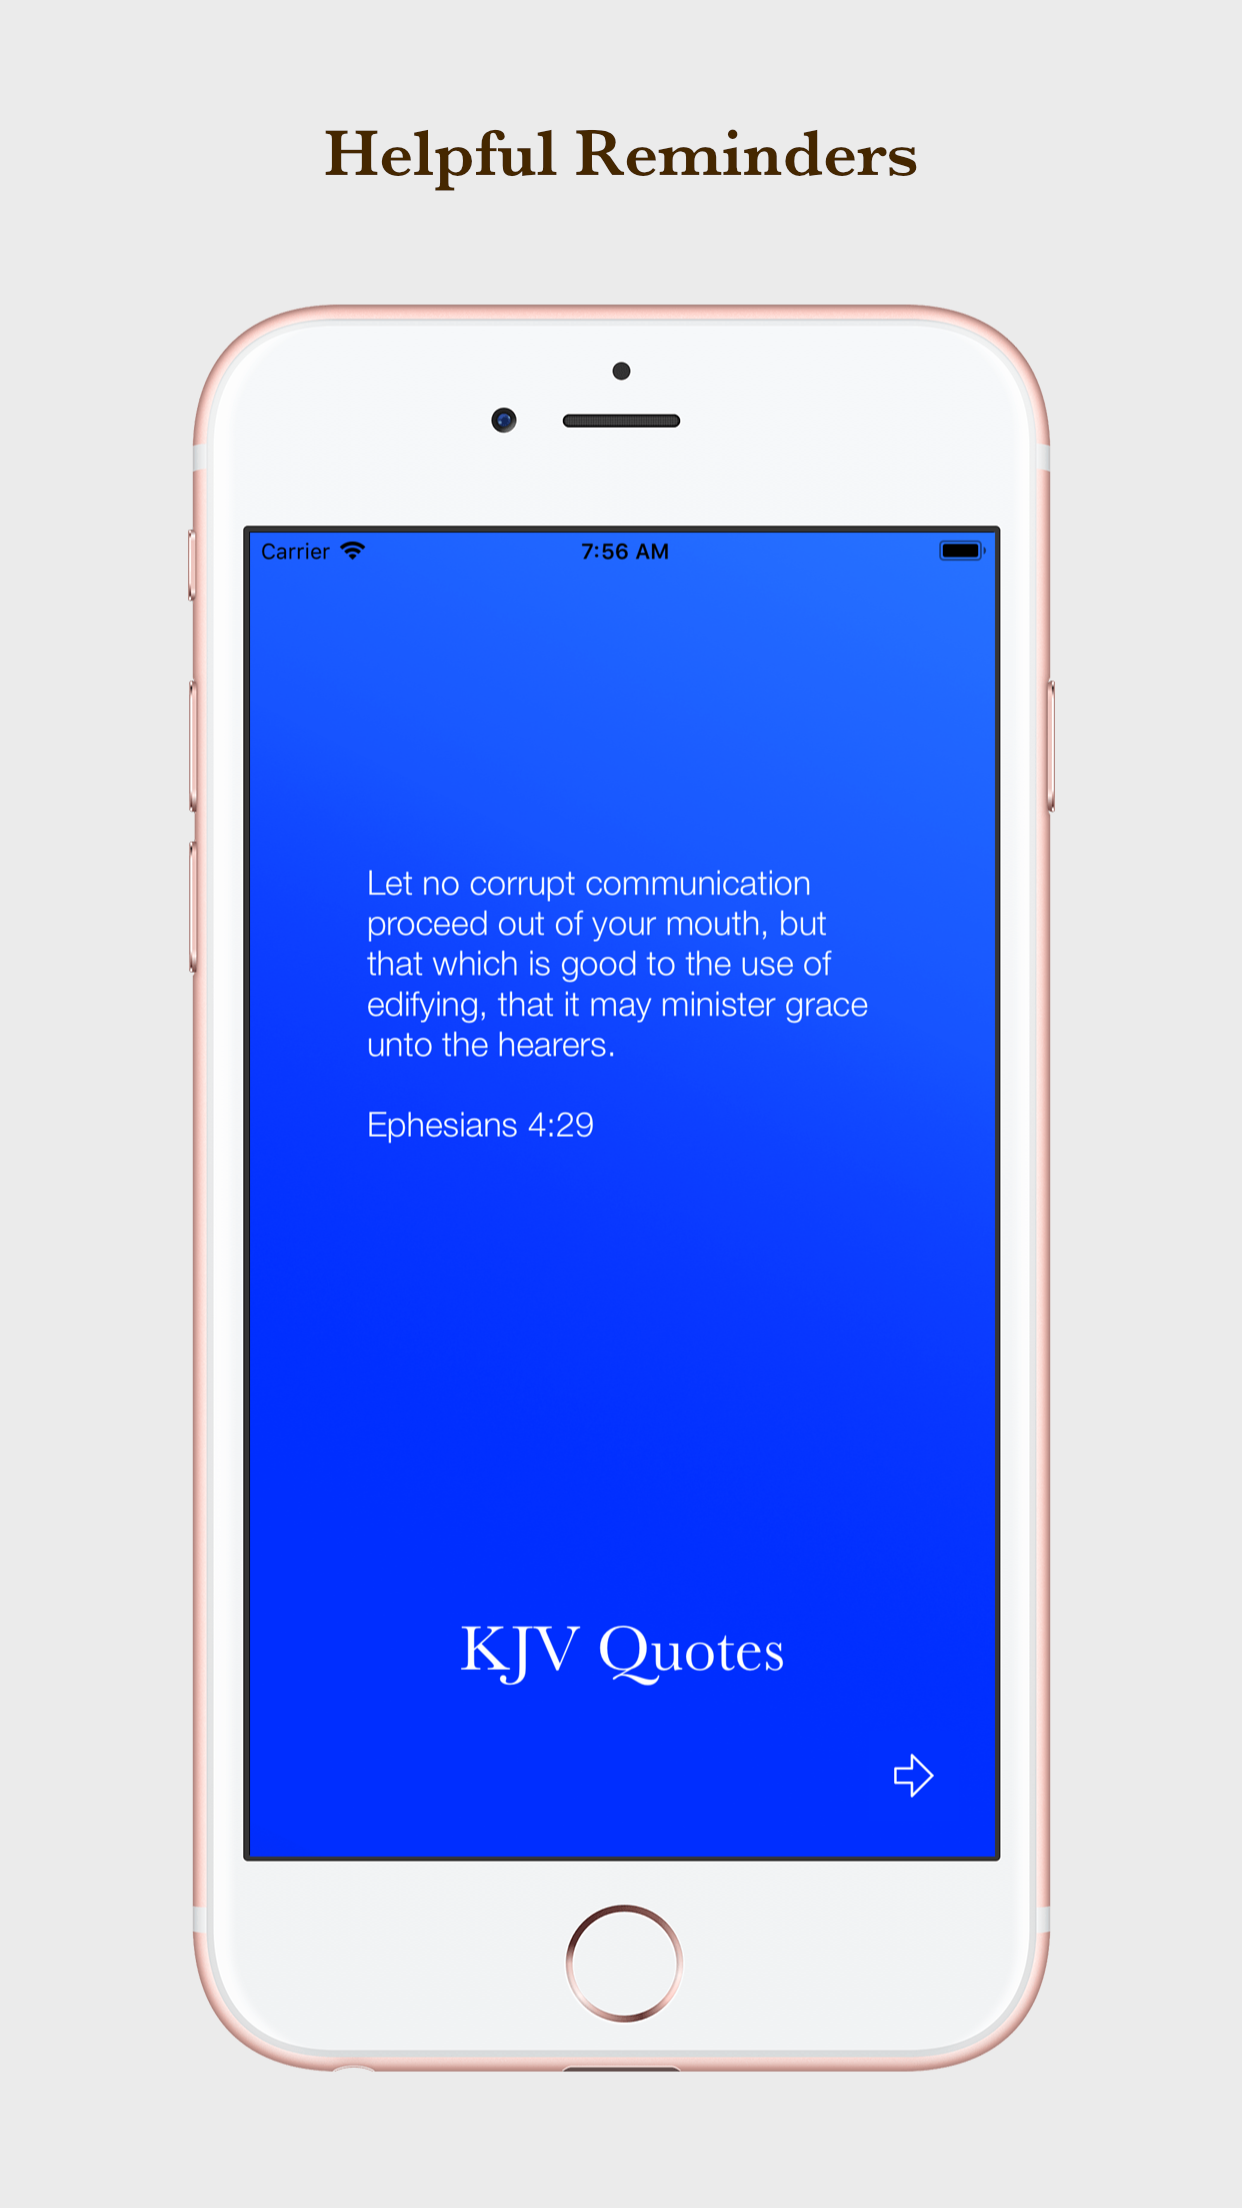 Helpful Reminders
Carrier 7:56 AM
Let no corrupt communication
proceed out of your mouth, but
that which is good to the use of
edifying, that it may minister grace
unto the hearers.
Ephesians 4:29
KJV Quotes